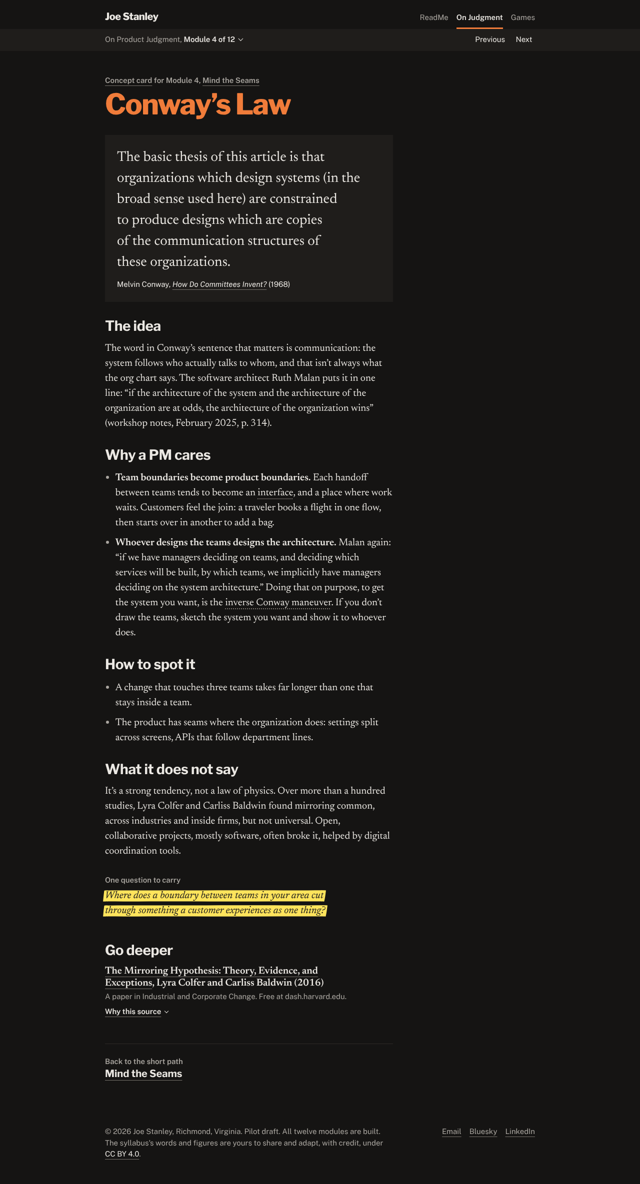 Joe Stanley
ReadMe On Judgment Games
On Product Judgment, Module 4 of 12
Previous Next
Concept card for Module 4, Mind the Seams
Conway’s Law
The basic thesis of this article is that
organizations which design systems (in the
broad sense used here) are constrained
to produce designs which are copies
of the communication structures of
these organizations.
Melvin Conway, How Do Committees Invent? (1968)
The idea
The word in Conway’s sentence that matters is communication: the
system follows who actually talks to whom, and that isn’t always what
the org chart says. The software architect Ruth Malan puts it in one
line: “if the architecture of the system and the architecture of the
organization are at odds, the architecture of the organization wins”
(workshop notes, February 2025, p. 314).
Why a PM cares
• Team boundaries become product boundaries. Each handoff
between teams tends to become an interface, and a place where work
waits. Customers feel the join: a traveler books a flight in one flow,
then starts over in another to add a bag.
• Whoever designs the teams designs the architecture. Malan again:
“if we have managers deciding on teams, and deciding which
services will be built, by which teams, we implicitly have managers
deciding on the system architecture.” Doing that on purpose, to get
the system you want, is the inverse Conway maneuver. If you don’t
draw the teams, sketch the system you want and show it to whoever
does.
How to spot it
• A change that touches three teams takes far longer than one that
stays inside a team.
• The product has seams where the organization does: settings split
across screens, APIs that follow department lines.
What it does not say
It’s a strong tendency, not a law of physics. Over more than a hundred
studies, Lyra Colfer and Carliss Baldwin found mirroring common,
across industries and inside firms, but not universal. Open,
collaborative projects, mostly software, often broke it, helped by digital
coordination tools.
One question to carry
Where does a boundary between teams in your area cut
through something a customer experiences as one thing?
Go deeper
The Mirroring Hypothesis: Theory, Evidence, and
Exceptions, Lyra Colfer and Carliss Baldwin (2016)
A paper in Industrial and Corporate Change. Free at dash.harvard.edu.
Why this source
Back to the short path
Mind the Seams
© 2026 Joe Stanley, Richmond, Virginia. Pilot draft. All twelve modules are built.
The syllabus’s words and figures are yours to share and adapt, with credit, under
CC BY 4.0.
Email Bluesky LinkedIn